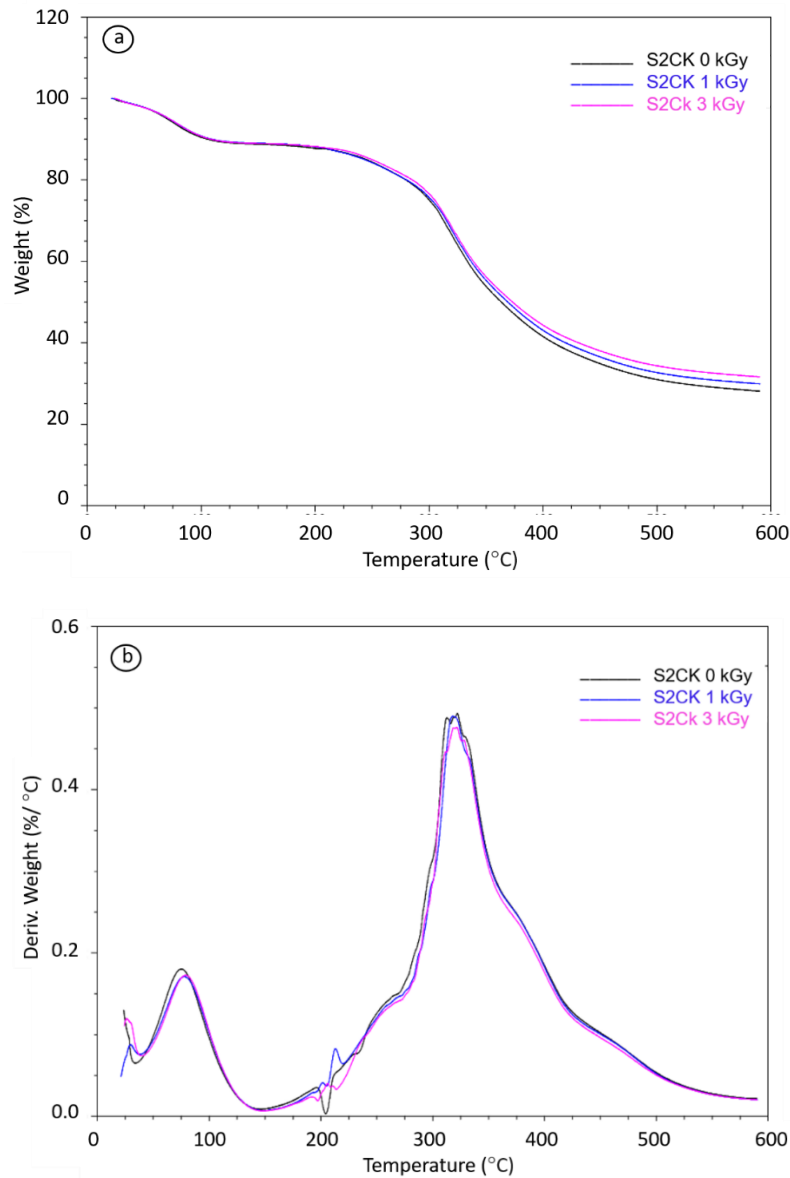 120
a
S2CK 0 kGy
S2CK 1 kGy
S2Ck 3 kGy
100
80
60
40
20
0
Weight (%)
0 100 200 300 400 500 600
Temperature (°C)
0.6
b
S2CK 0 kGy
S2CK 1 kGy
S2Ck 3 kGy
0.4
0.2
0.0
Deriv. Weight (%/ °C)
0 100 200 300 400 500 600
Temperature (°C)